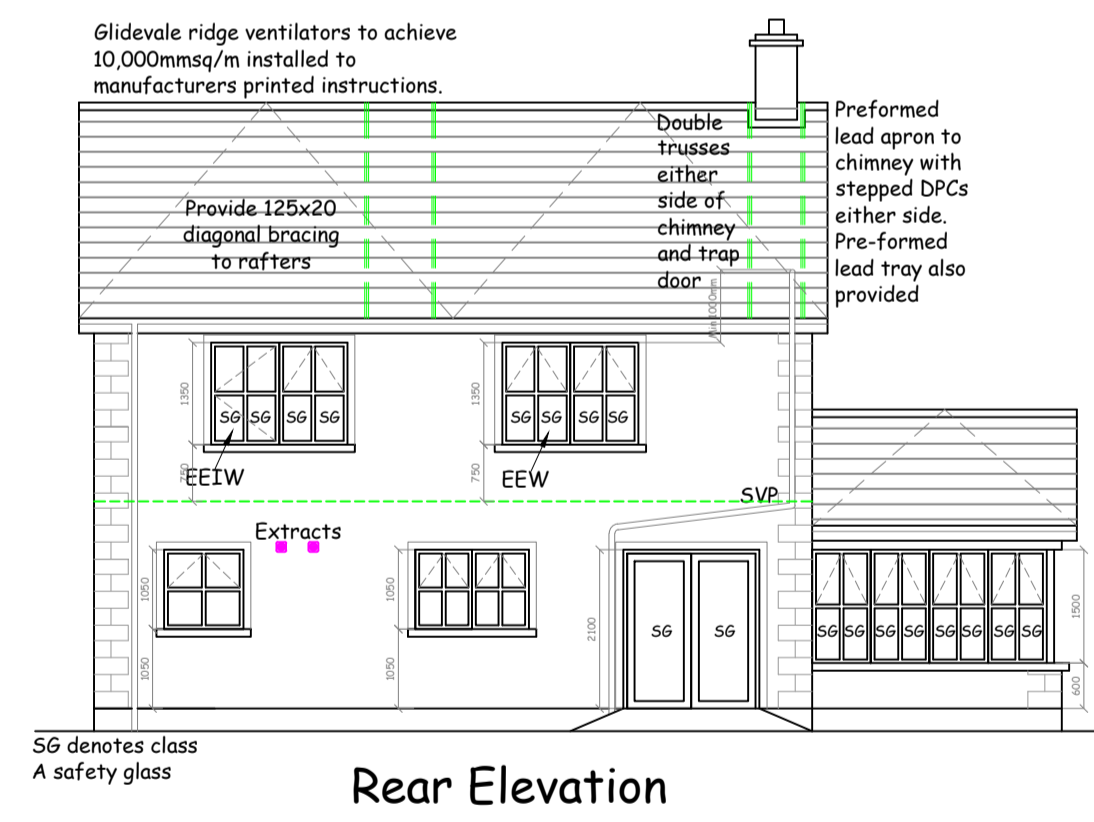 Glidevale ridge ventilators to achieve
10,000mmsq/m installed to
manufacturers printed instructions.
Preformed
lead apron to
chimney with
stepped DPCs
either side.
Pre-formed
lead tray also
provided
Double
trusses
either
side of
chimney
and trap
door
Provide 125x20
diagonal bracing
to rafters
Min 1000mm
1350
SG SG SG SG
1350
SG SG SG SG
750
EEIW
750
EEW
SVP
Extracts
1050
1050
2100
SG SG
SG SG SG SG SG SG SG SG
1500
1050
1050
600
SG denotes class
A safety glass
Rear Elevation